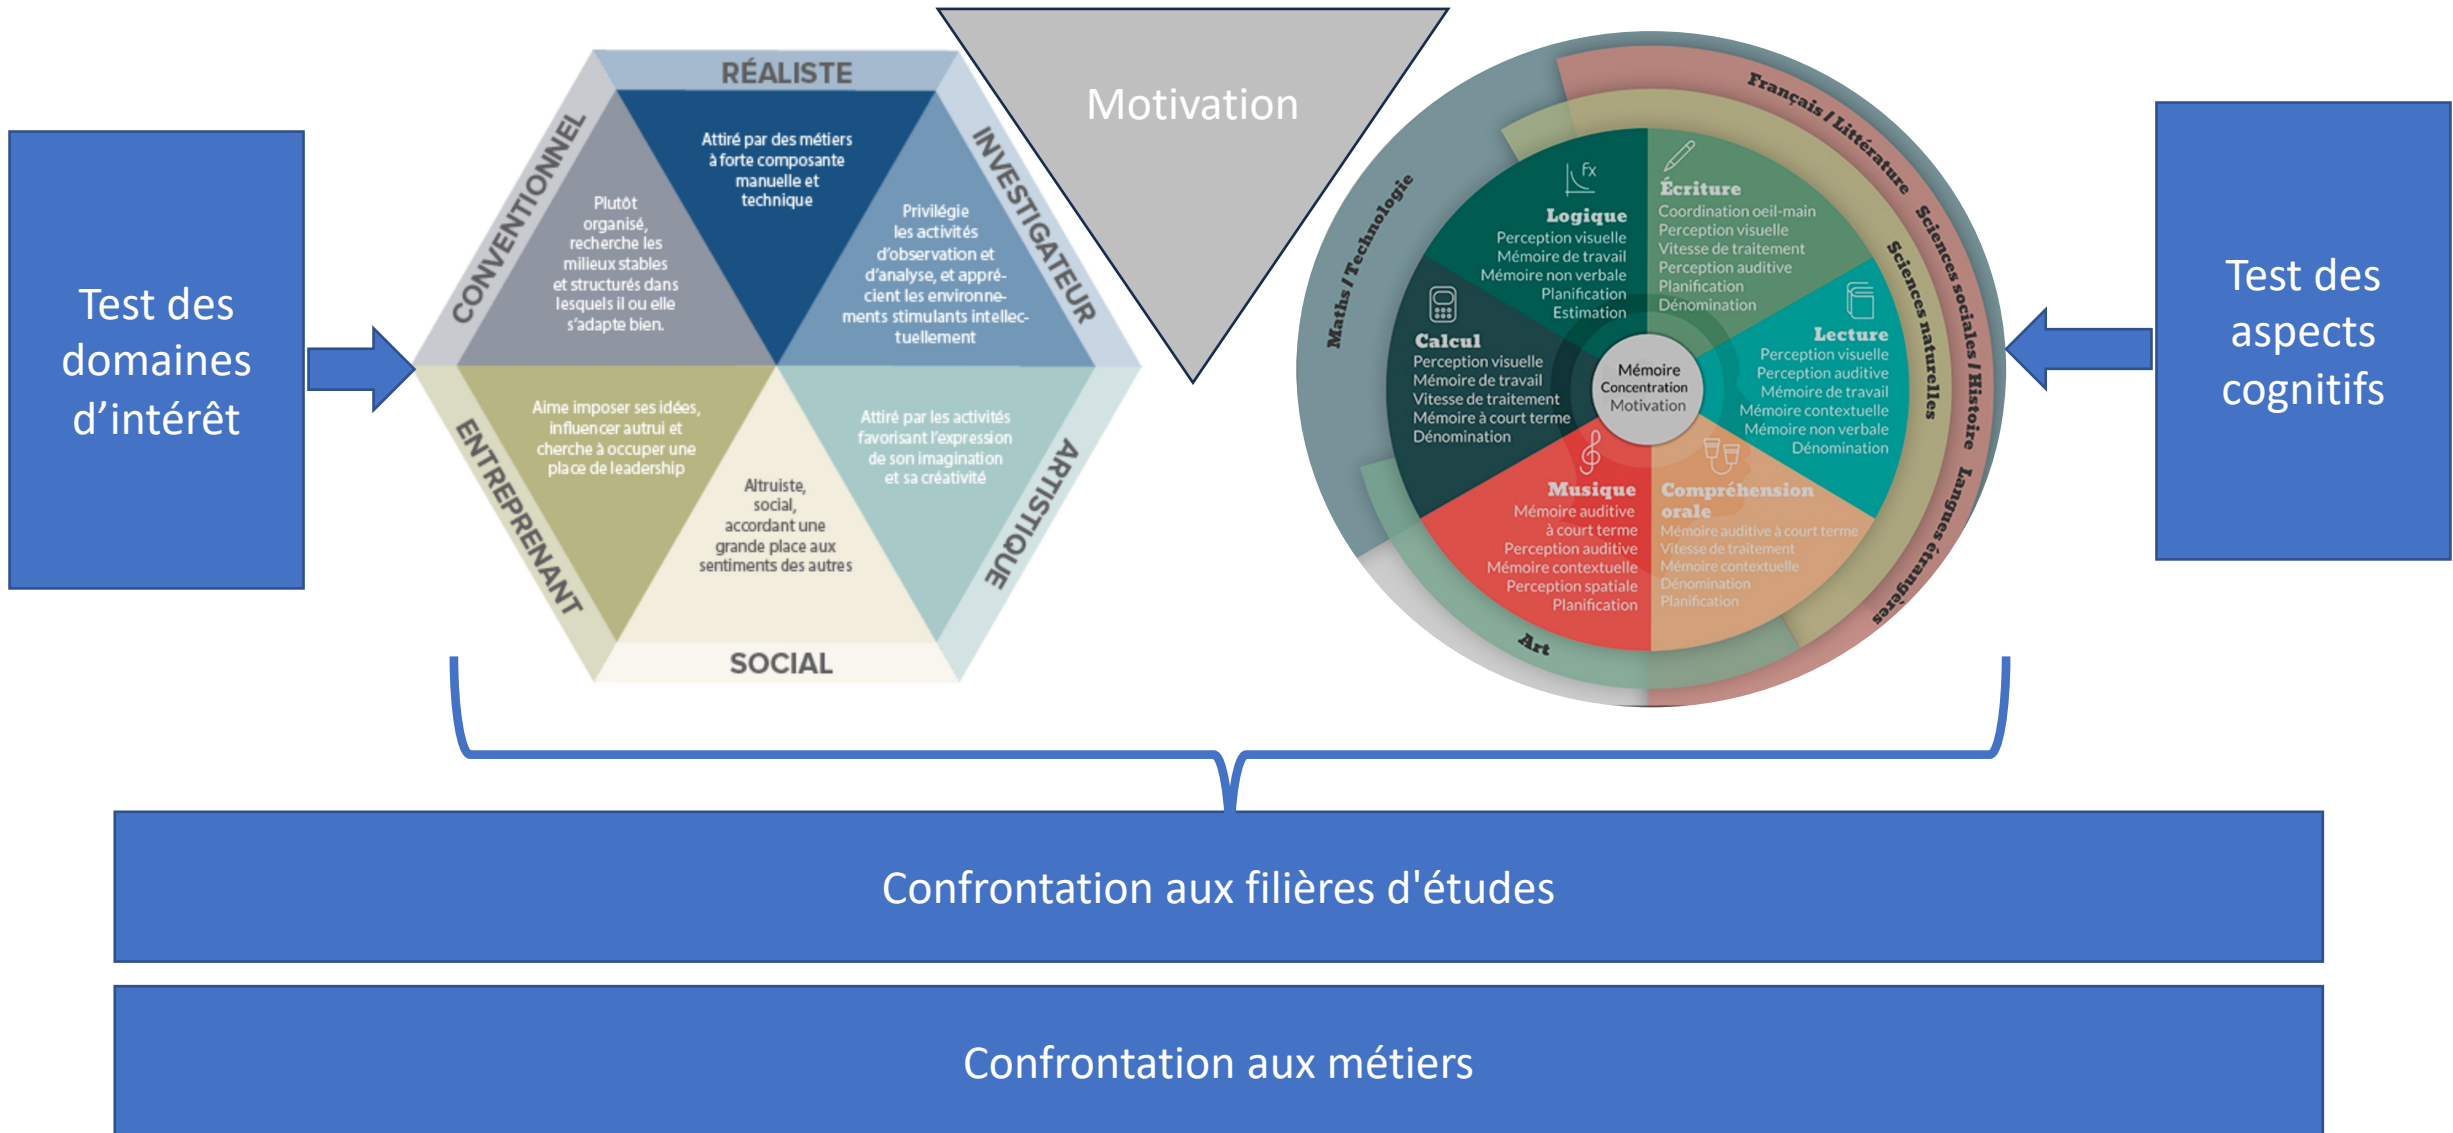 Test des
domaines
d’intérêt
RÉALISTE
Attiré par des métiers
à forte composante
manuelle et
technique
INVESTIGATEUR
Privilégie
les activités
d’observation et
d’analyse, et appré-
cient les environne-
ments stimulants intellec-
tuellement
ARTISTIQUE
Attiré par les activités
favorisant l’expression
de son imagination
et sa créativité
SOCIAL
Altruiste,
social,
accordant une
grande place aux
sentiments des autres
ENTREPRENANT
Aime imposer ses idées,
influencer autrui et
cherche à occuper une
place de leadership
CONVENTIONNEL
Plutôt
organisé,
recherche les
milieux stables
et structurés dans
lesquels il ou elle
s’adapte bien.
Motivation
Maths / Technologie
Français / Littérature Sciences sociales / Histoire Langues étrangères
Sciences naturelles
Art
Fx
Logique
Perception visuelle
Mémoire de travail
Mémoire non verbale
Planification
Estimation
Écriture
Coordination oeil-main
Perception visuelle
Vitesse de traitement
Perception auditive
Planification
Dénomination
Lecture
Perception visuelle
Perception auditive
Mémoire de travail
Mémoire contextuelle
Mémoire non verbale
Dénomination
Compréhension
orale
Mémoire auditive à court terme
Vitesse de traitement
Mémoire contextuelle
Dénomination
Planification
Musique
Mémoire auditive
à court terme
Perception auditive
Mémoire contextuelle
Perception spatiale
Planification
Calcul
Perception visuelle
Mémoire de travail
Vitesse de traitement
Mémoire à court terme
Dénomination
Mémoire
Concentration
Motivation
Test des
aspects
cognitifs
Confrontation aux filières d'études
Confrontation aux métiers